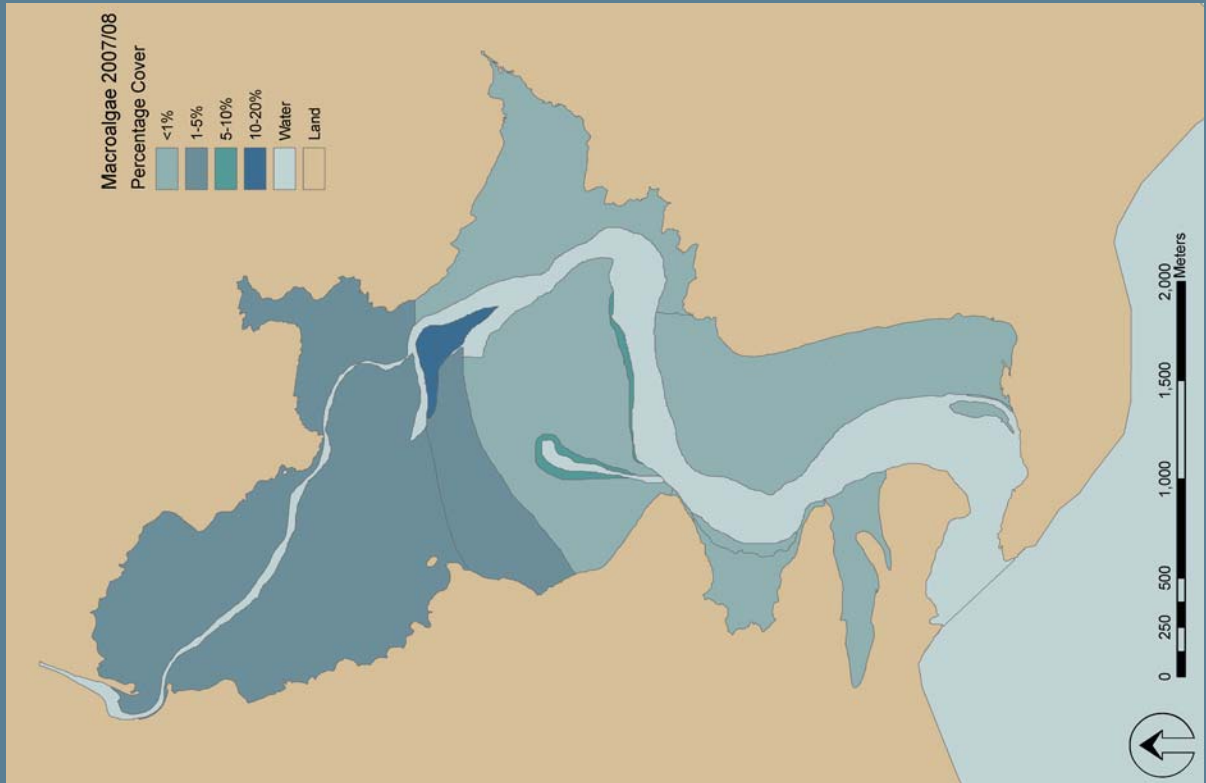 Macroalgae 2007/08
Percentage Cover
<1%
1-5%
5-10%
10-20%
Water
Land
0 250 500 1,000 1,500 2,000
Meters